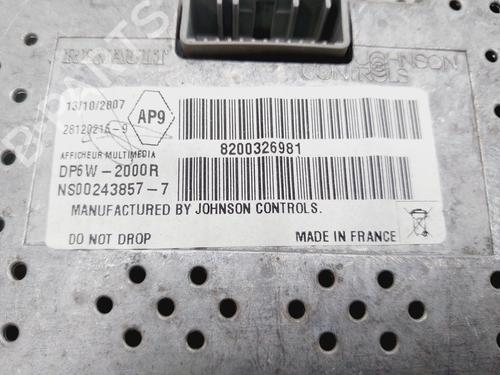 RENAULT
JOHNSON
CONTROLS
13/10/2007
AP9
28120215-9
8200326981
AFFICHEUR MULTIMEDIA
DP6W-2000R
NS00243857-7
MANUFACTURED BY JOHNSON CONTROLS.
DO NOT DROP
MADE IN FRANCE